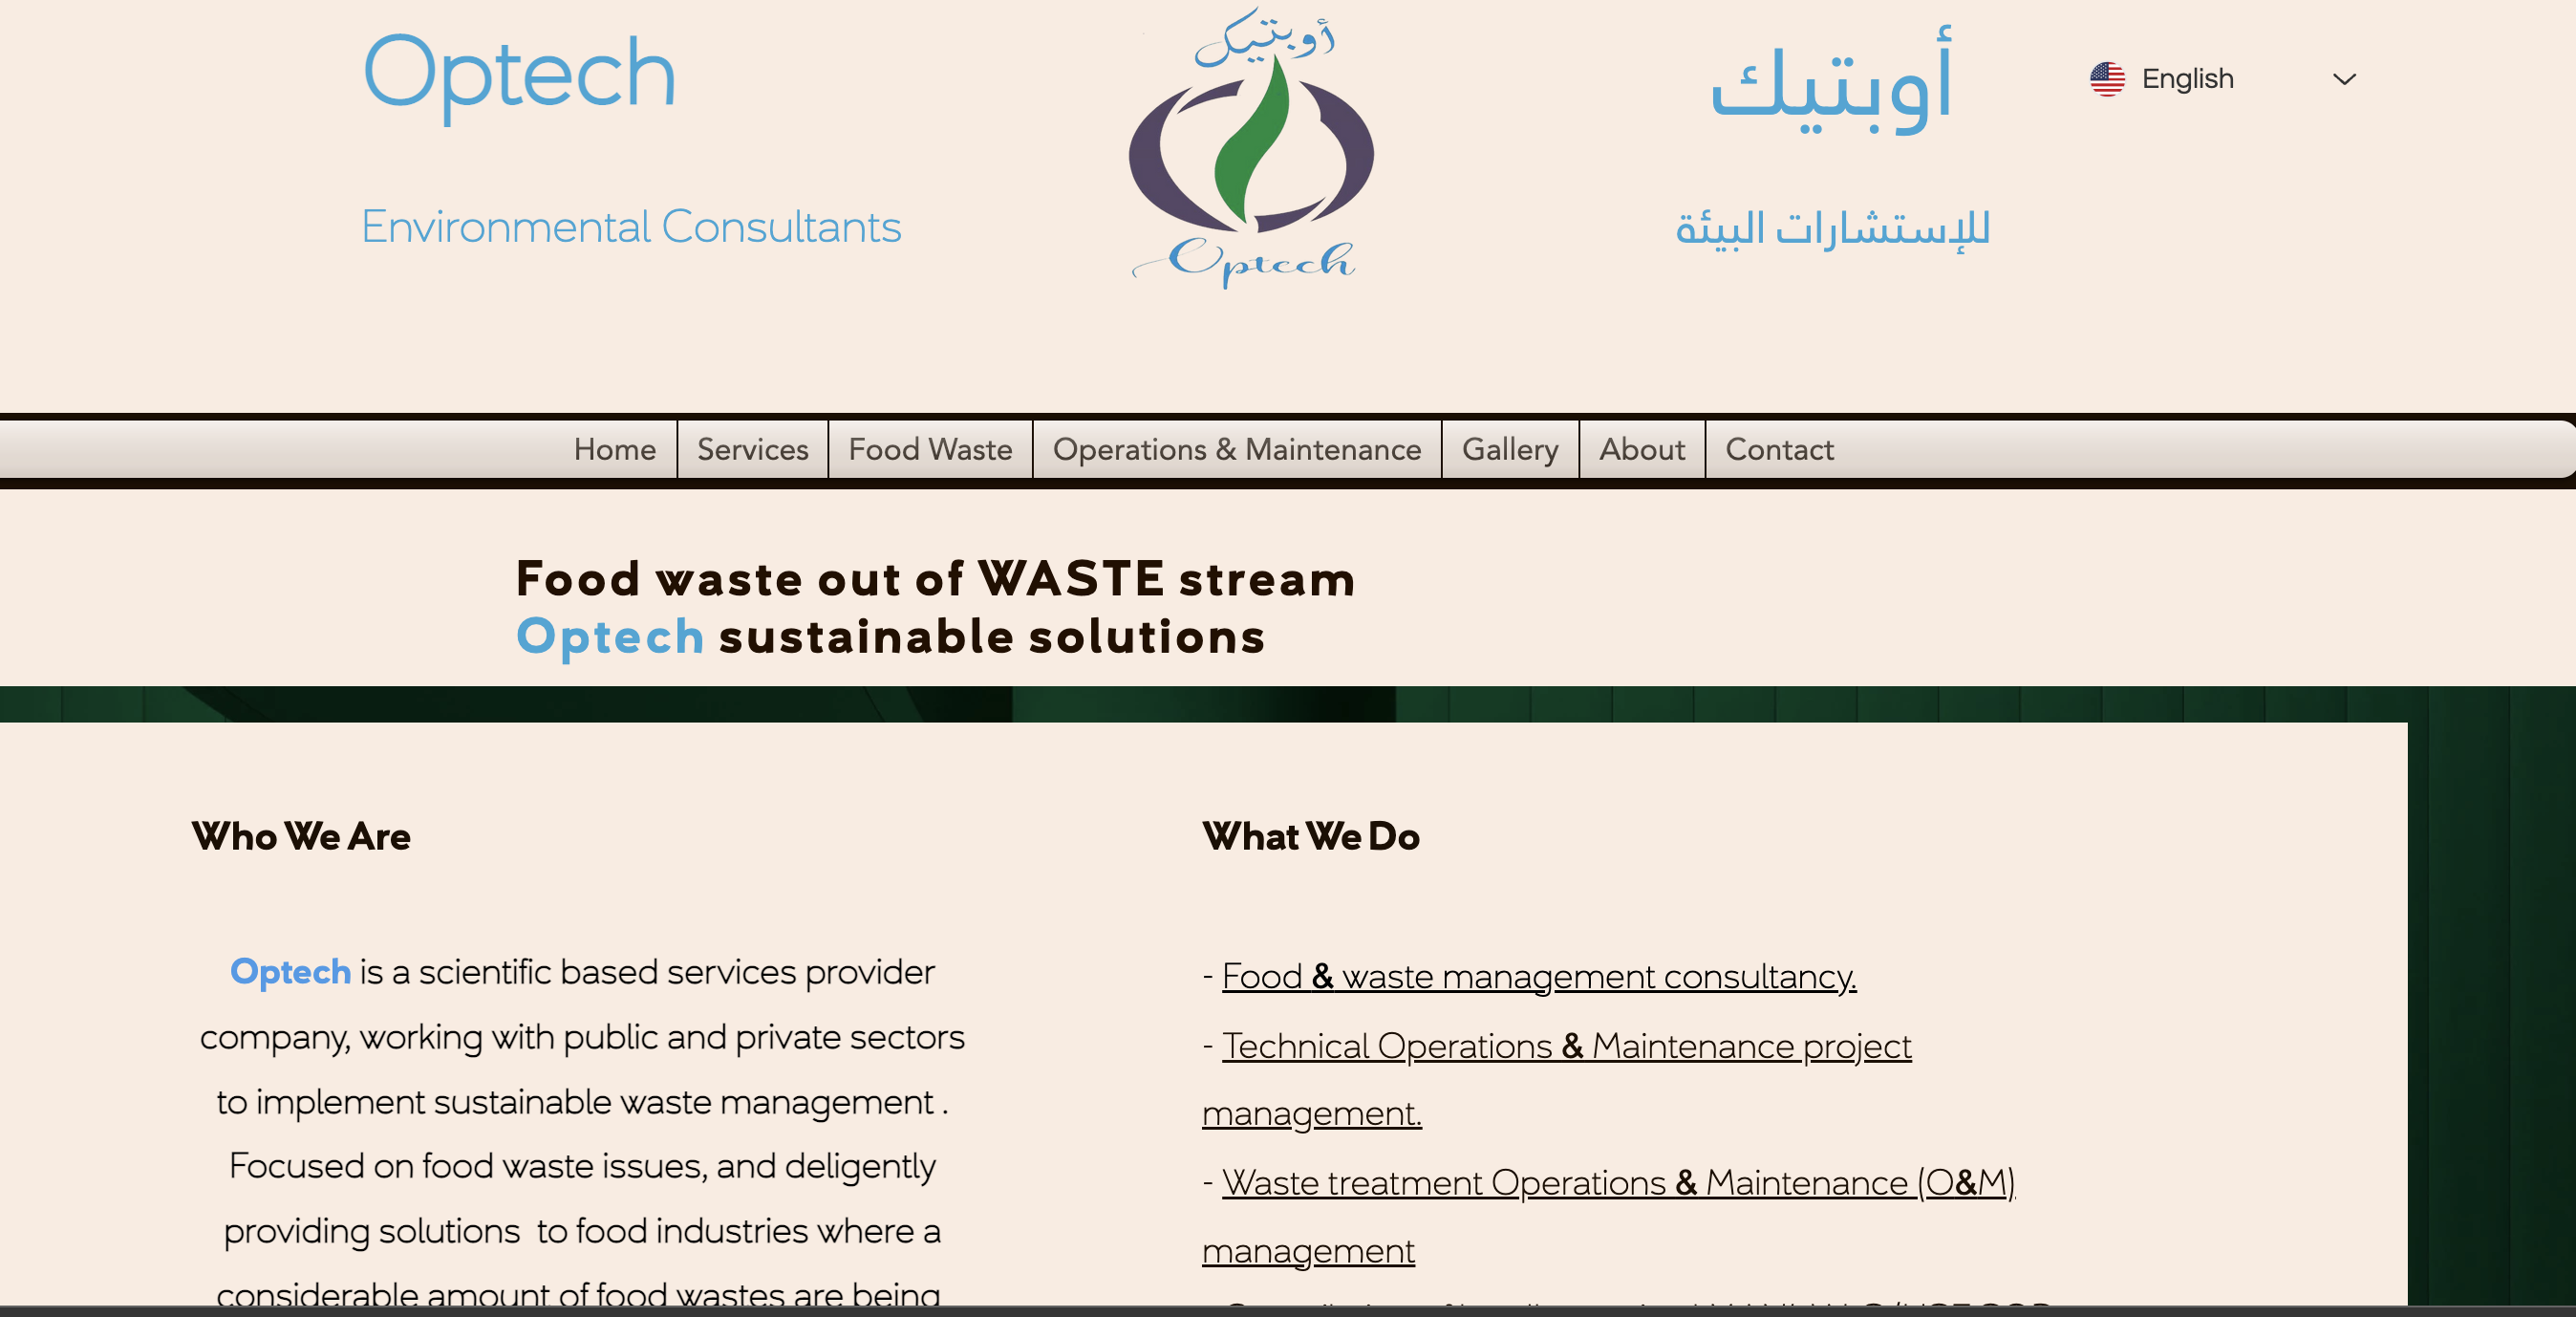 Optech
Environmental Consultants
أوبتيك
Optech
أوبتيك
للإستشارات البيئة
English
Home
Services
Food Waste
Operations & Maintenance
Gallery
About
Contact
Food waste out of WASTE stream
Optech sustainable solutions
Who We Are
Optech is a scientific based services provider
company, working with public and private sectors
to implement sustainable waste management .
Focused on food waste issues, and deligently
providing solutions  to food industries where a
considerable amount of food wastes are being
What We Do
- Food & waste management consultancy.
- Technical Operations & Maintenance project
management.
- Waste treatment Operations & Maintenance (O&M)
management